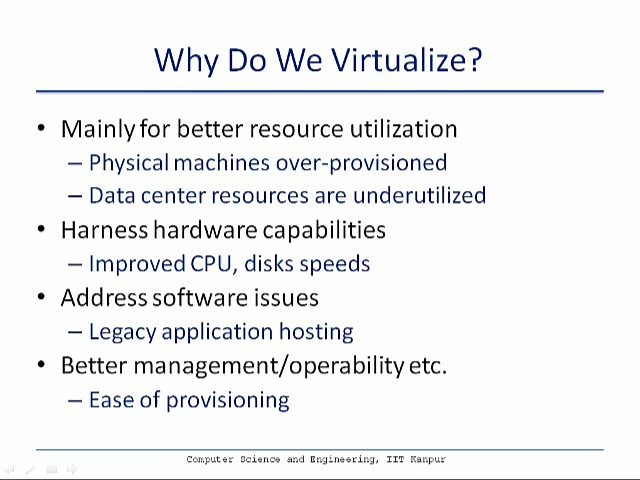 Why Do We Virtualize?
• Mainly for better resource utilization
– Physical machines over-provisioned
– Data center resources are underutilized
• Harness hardware capabilities
– Improved CPU, disks speeds
• Address software issues
– Legacy application hosting
• Better management/operability etc.
– Ease of provisioning
Computer Science and Engineering, IIT Kanpur